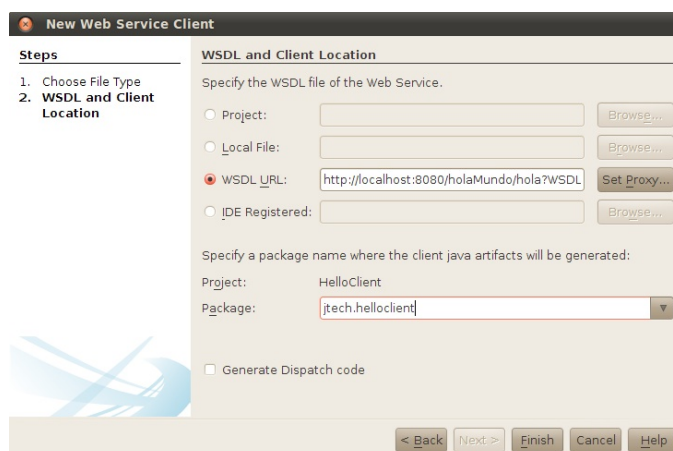 New Web Service Client
Steps
1. Choose File Type
2. WSDL and Client
Location
WSDL and Client Location
Specify the WSDL file of the Web Service.
Project:
Browse...
Local File:
Browse...
WSDL URL:
http://localhost:8080/holaMundo/hola?WSDL
Set Proxy...
IDE Registered:
Browse...
Specify a package name where the client java artifacts will be generated:
Project:
HelloClient
Package:
jtech.helloclient
Generate Dispatch code
< Back
Next >
Finish
Cancel
Help